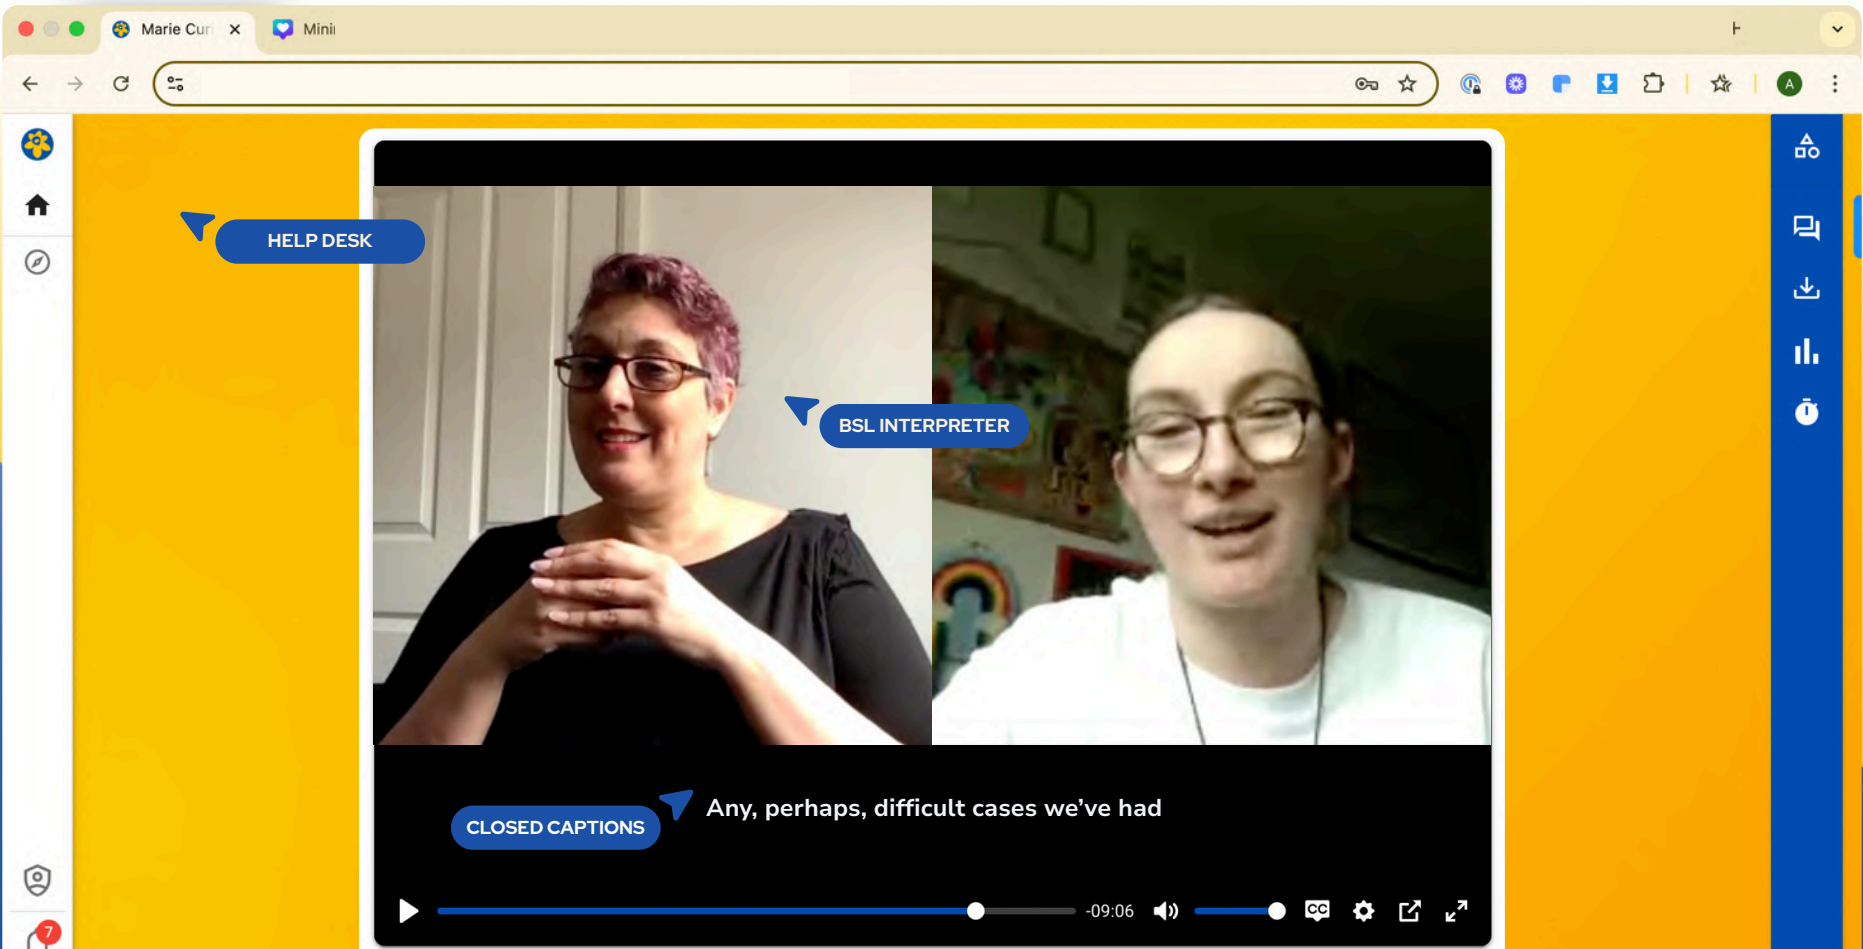 Marie Cur
Mini
A
HELP DESK
BSL INTERPRETER
Any, perhaps, difficult cases we've had
CLOSED CAPTIONS
-09:06
CC
7